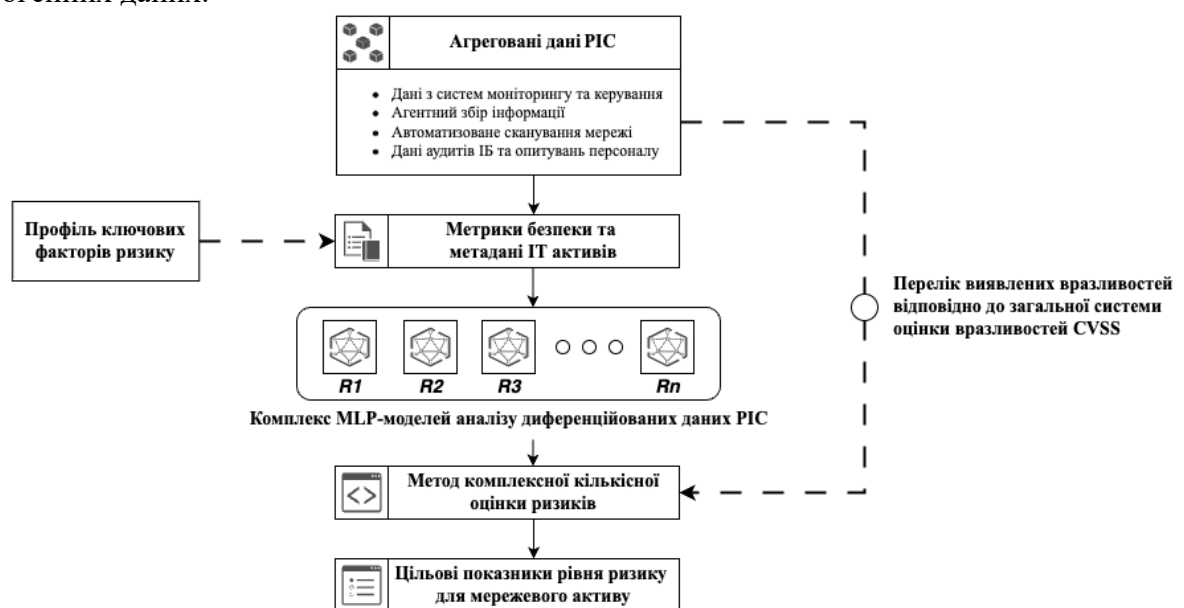 Агреговані дані РІС
Дані з систем моніторингу та керування
Агентний збір інформації
Автоматизоване сканування мережі
Дані аудитів ІБ та опитувань персоналу
Профіль ключових
факторів ризику
Метрики безпеки та
метадані ІТ активів
Перелік виявлених вразливостей
відповідно до загальної системи
оцінки вразливостей CVSS
R1 R2 R3 Rn
Комплекс MLP-моделей аналізу диференційованих даних РІС
Метод комплексної кількісної
оцінки ризиків
Цільові показники рівня ризику
для мережевого активу